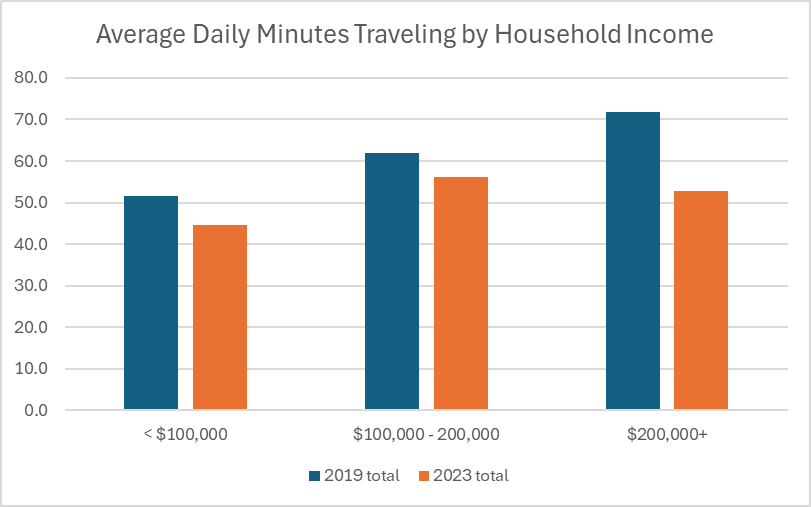 Average Daily Minutes Traveling by Household Income
80.0
70.0
60.0
50.0
40.0
30.0
20.0
10.0
0.0
< $100,000
$100,000 - 200,000
$200,000+
2019 total
2023 total